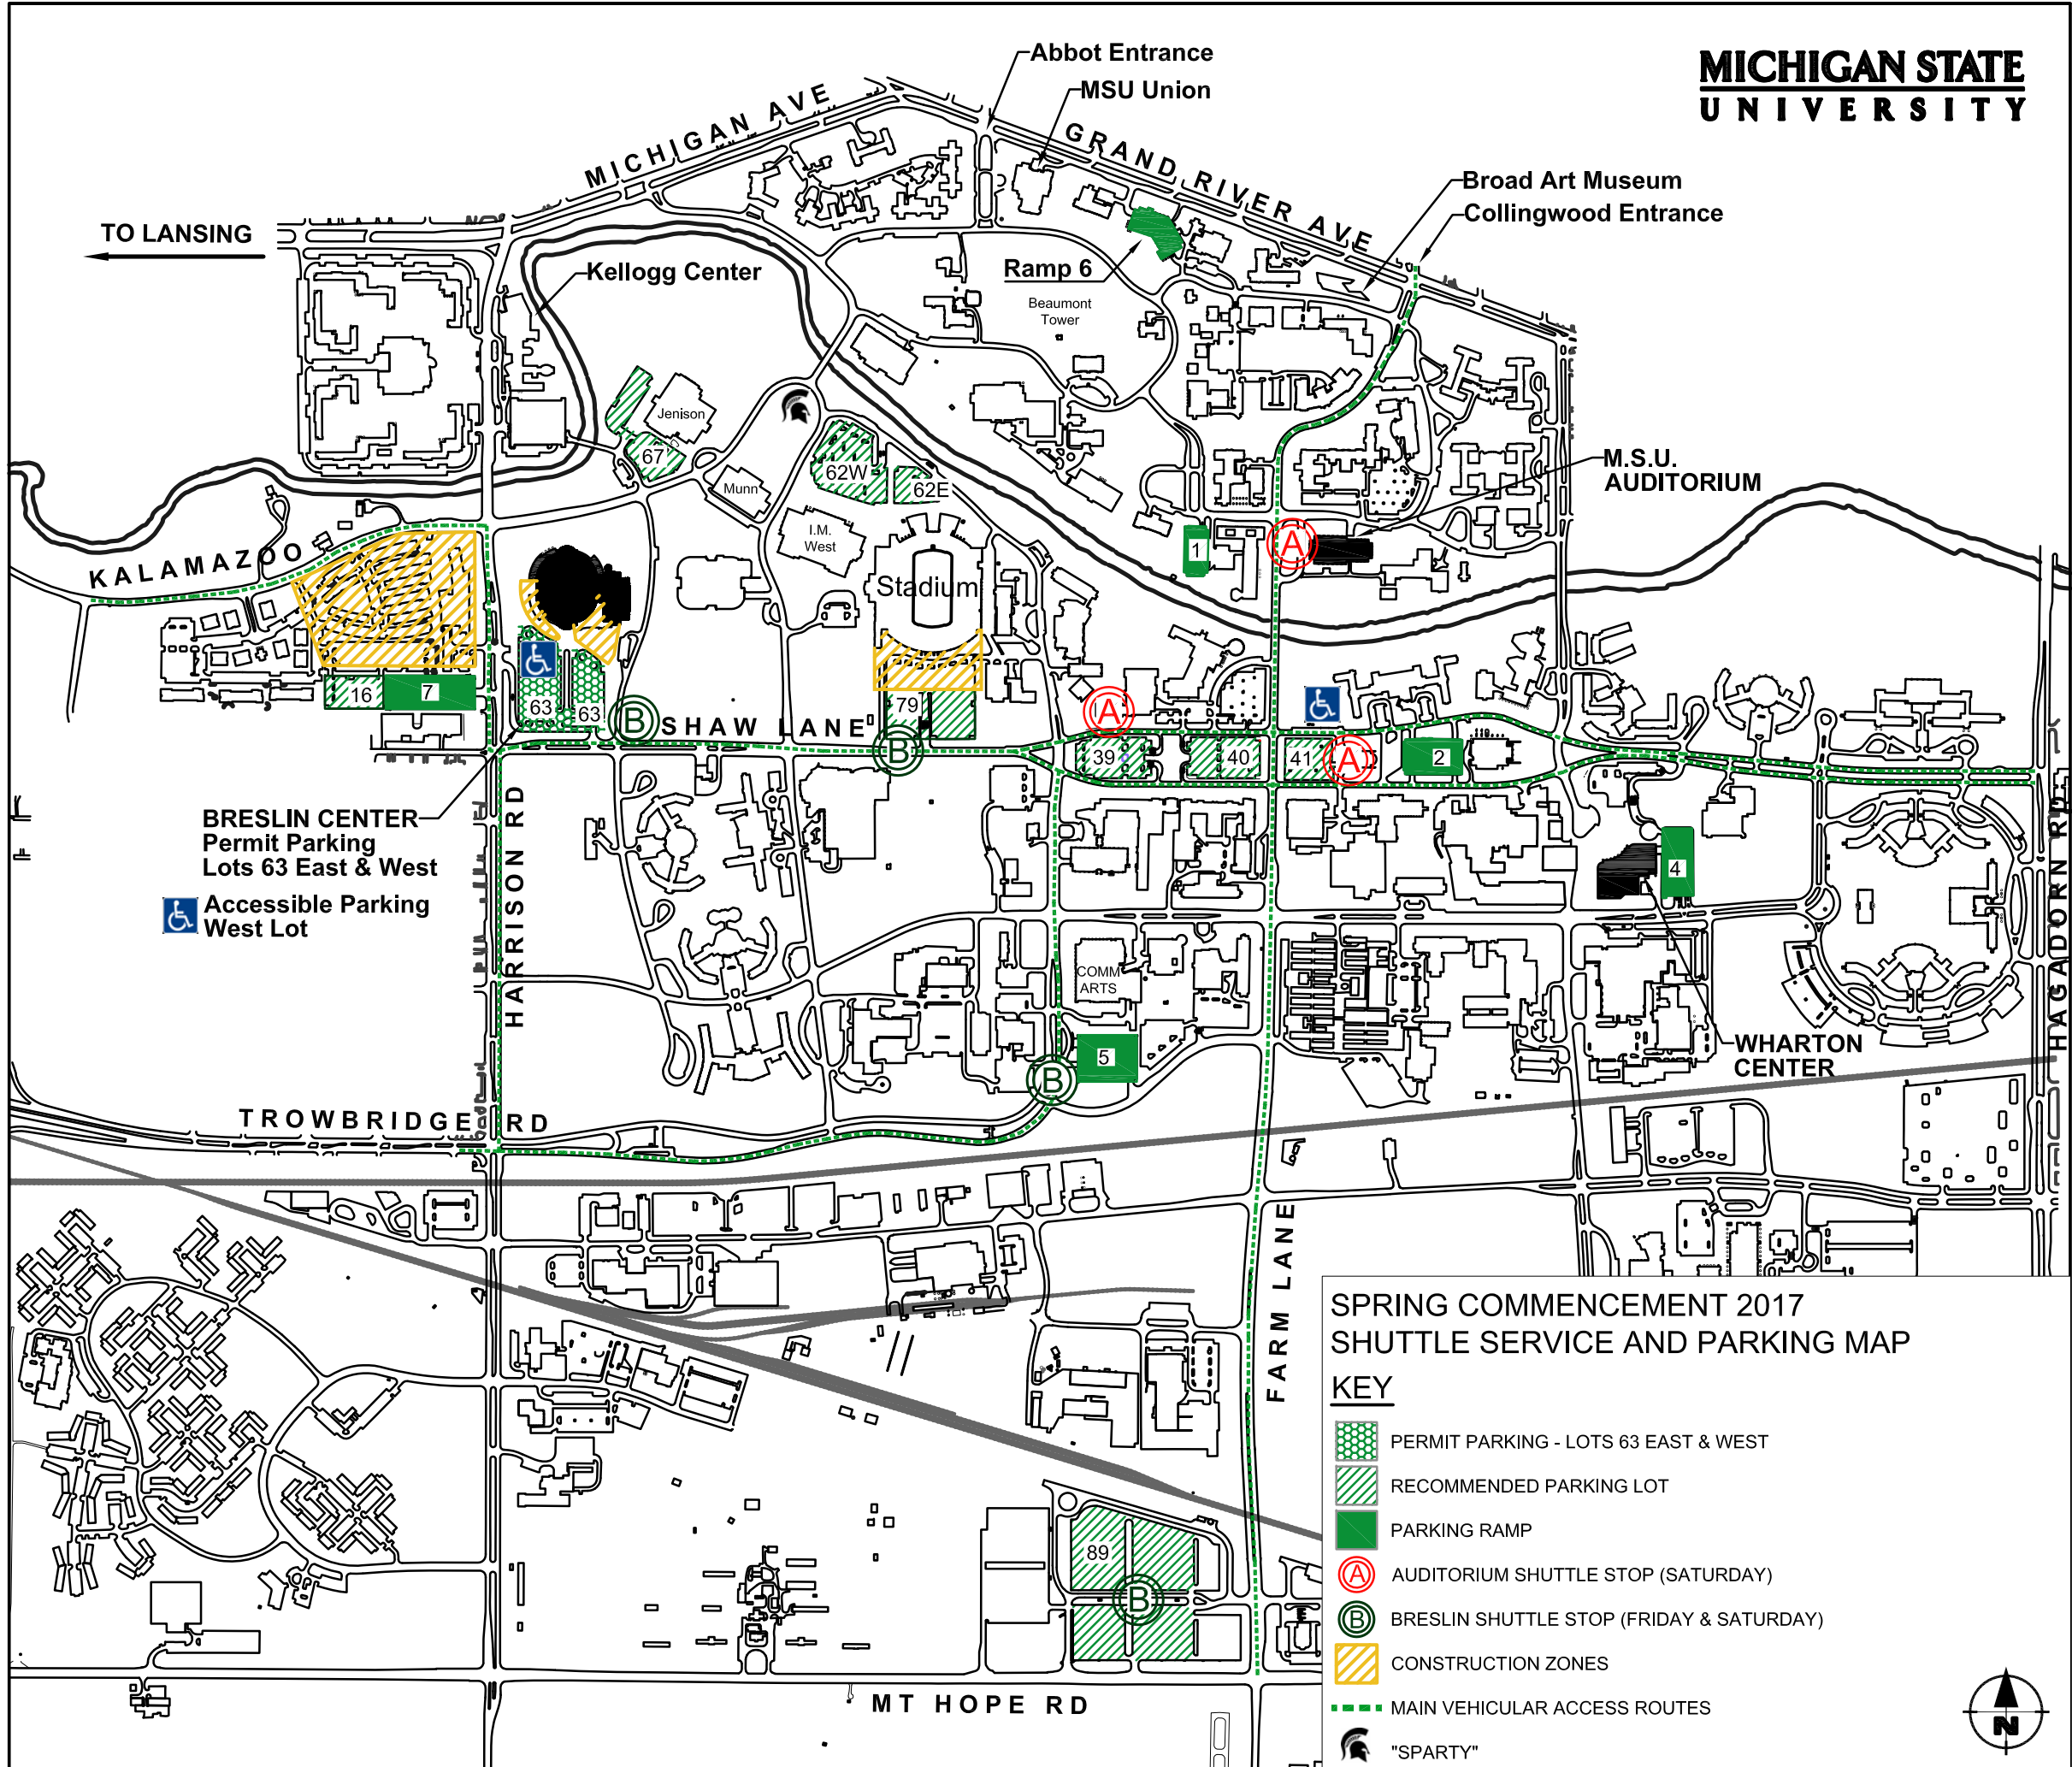 MICHIGAN STATE
UNIVERSITY
Abbot Entrance
MSU Union
MICHIGAN AVE
GRAND RIVER AVE
Broad Art Museum
Collingwood Entrance
TO LANSING
Kellogg Center
Ramp 6
Beaumont
Tower
Jenison
67
Munn
62W
62E
I.M.
West
M.S.U.
AUDITORIUM
1
A
KALAMAZOO
Stadium
16
7
63
63
B
SHAW LANE
79
B
A
39
40
41
A
2
BRESLIN CENTER
Permit Parking
Lots 63 East & West
Accessible Parking
West Lot
HARRISON RD
4
COMM
ARTS
5
B
WHARTON
CENTER
HAGADORN RD
TROWBRIDGE RD
FARM LANE
89
B
MT HOPE RD
SPRING COMMENCEMENT 2017
SHUTTLE SERVICE AND PARKING MAP
KEY
PERMIT PARKING - LOTS 63 EAST & WEST
RECOMMENDED PARKING LOT
PARKING RAMP
A AUDITORIUM SHUTTLE STOP (SATURDAY)
B BRESLIN SHUTTLE STOP (FRIDAY & SATURDAY)
CONSTRUCTION ZONES
MAIN VEHICULAR ACCESS ROUTES
"SPARTY"
N